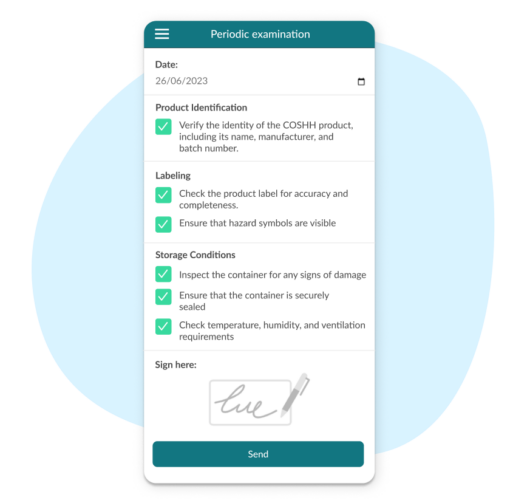 Periodic examination
Date:
26/06/2023
Product Identification
Verify the identity of the COSHH product,
including its name, manufacturer, and
batch number.
Labeling
Check the product label for accuracy and
completeness.
Ensure that hazard symbols are visible
Storage Conditions
Inspect the container for any signs of damage
Ensure that the container is securely
sealed
Check temperature, humidity, and ventilation
requirements
Sign here:
Send